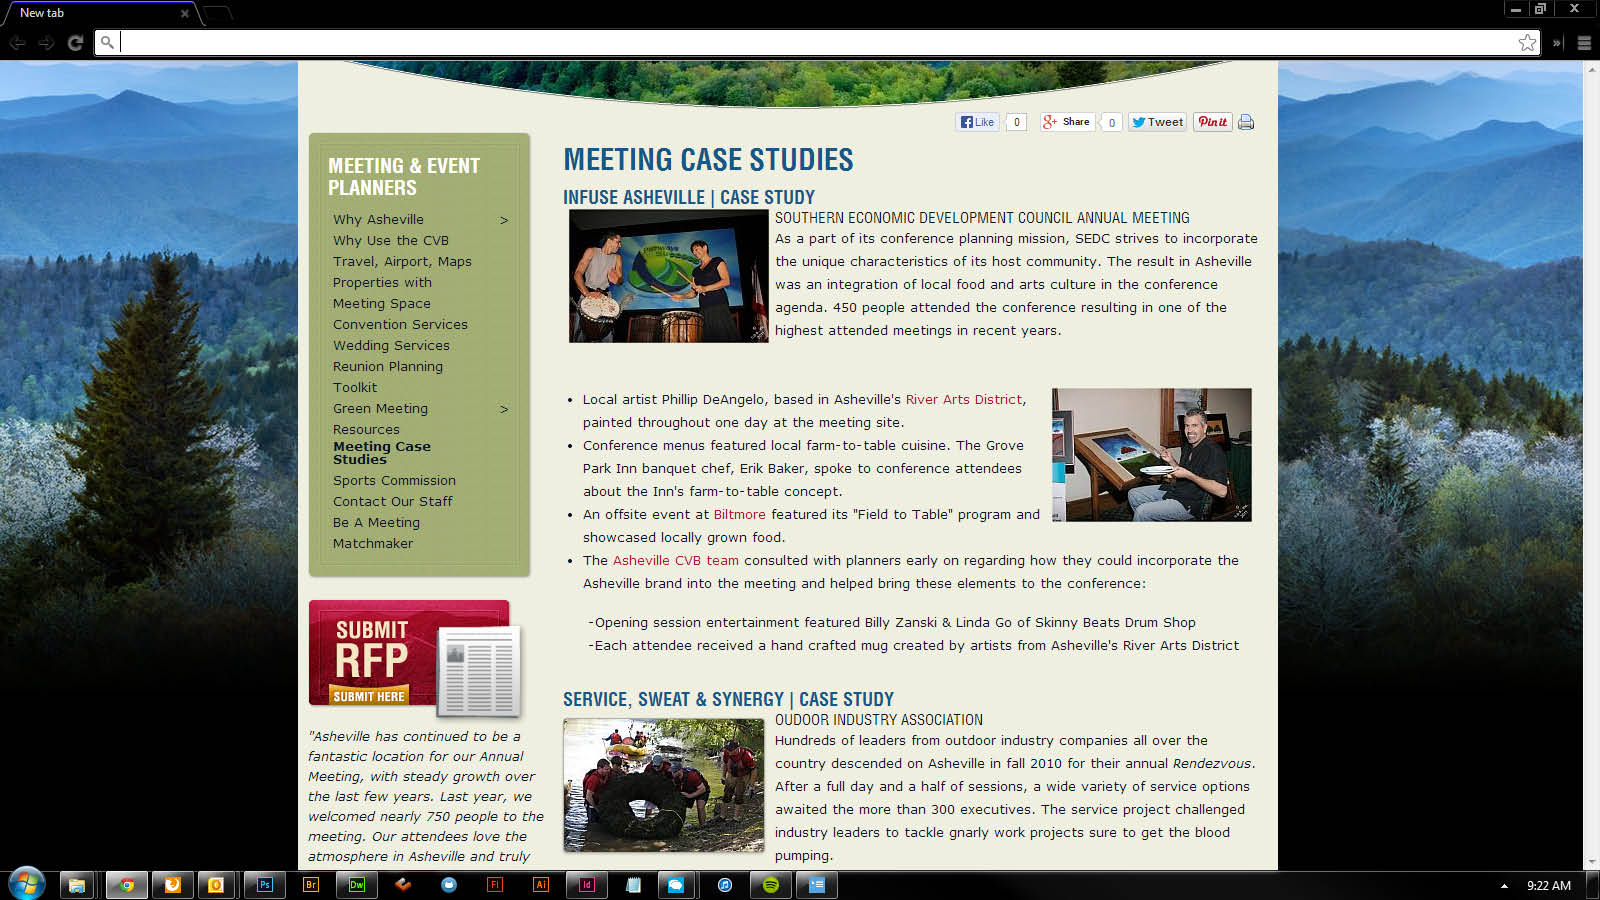 New tab
Like
0
Share
0
Tweet
Pin it
MEETING & EVENT
PLANNERS
Why Asheville >
Why Use the CVB
Travel, Airport, Maps
Properties with
Meeting Space
Convention Services
Wedding Services
Reunion Planning
Toolkit
Green Meeting >
Resources
Meeting Case
Studies
Sports Commission
Contact Our Staff
Be A Meeting
Matchmaker
SUBMIT
RFP
SUBMIT HERE
"Asheville has continued to be a
fantastic location for our Annual
Meeting, with steady growth over
the last few years. Last year, we
welcomed nearly 750 people to the
meeting. Our attendees love the
atmosphere in Asheville and truly
MEETING CASE STUDIES
INFUSE ASHEVILLE | CASE STUDY
SOUTHERN ECONOMIC DEVELOPMENT COUNCIL ANNUAL MEETING
As a part of its conference planning mission, SEDC strives to incorporate
the unique characteristics of its host community. The result in Asheville
was an integration of local food and arts culture in the conference
agenda. 450 people attended the conference resulting in one of the
highest attended meetings in recent years.
• Local artist Phillip DeAngelo, based in Asheville's River Arts District,
painted throughout one day at the meeting site.
• Conference menus featured local farm-to-table cuisine. The Grove
Park Inn banquet chef, Erik Baker, spoke to conference attendees
about the Inn's farm-to-table concept.
• An offsite event at Biltmore featured its "Field to Table" program and
showcased locally grown food.
• The Asheville CVB team consulted with planners early on regarding how they could incorporate the
Asheville brand into the meeting and helped bring these elements to the conference:
-Opening session entertainment featured Billy Zanski & Linda Go of Skinny Beats Drum Shop
-Each attendee received a hand crafted mug created by artists from Asheville's River Arts District
SERVICE, SWEAT & SYNERGY | CASE STUDY
OUDOOR INDUSTRY ASSOCIATION
Hundreds of leaders from outdoor industry companies all over the
country descended on Asheville in fall 2010 for their annual Rendezvous.
After a full day and a half of sessions, a wide variety of service options
awaited the more than 300 executives. The service project challenged
industry leaders to tackle gnarly work projects sure to get the blood
pumping.
Ps
Br
Dw
Fl
Ai
Id
9:22 AM